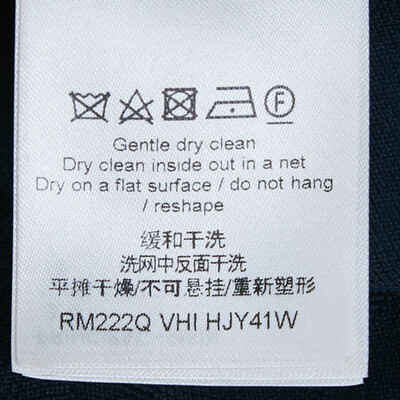 F
Gentle dry clean
Dry clean inside out in a net
Dry on a flat surface / do not hang
/ reshape
缓和干洗
洗网中反面干洗
平摊干燥/不可悬挂/重新塑形
RM222Q VHI HJY41W